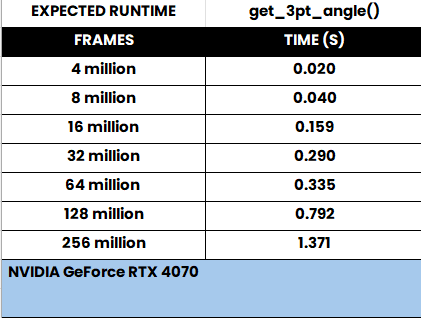 EXPECTED RUNTIME get_3pt_angle()
FRAMES TIME (S)
4 million 0.020
8 million 0.040
16 million 0.159
32 million 0.290
64 million 0.335
128 million 0.792
256 million 1.371
NVIDIA GeForce RTX 4070